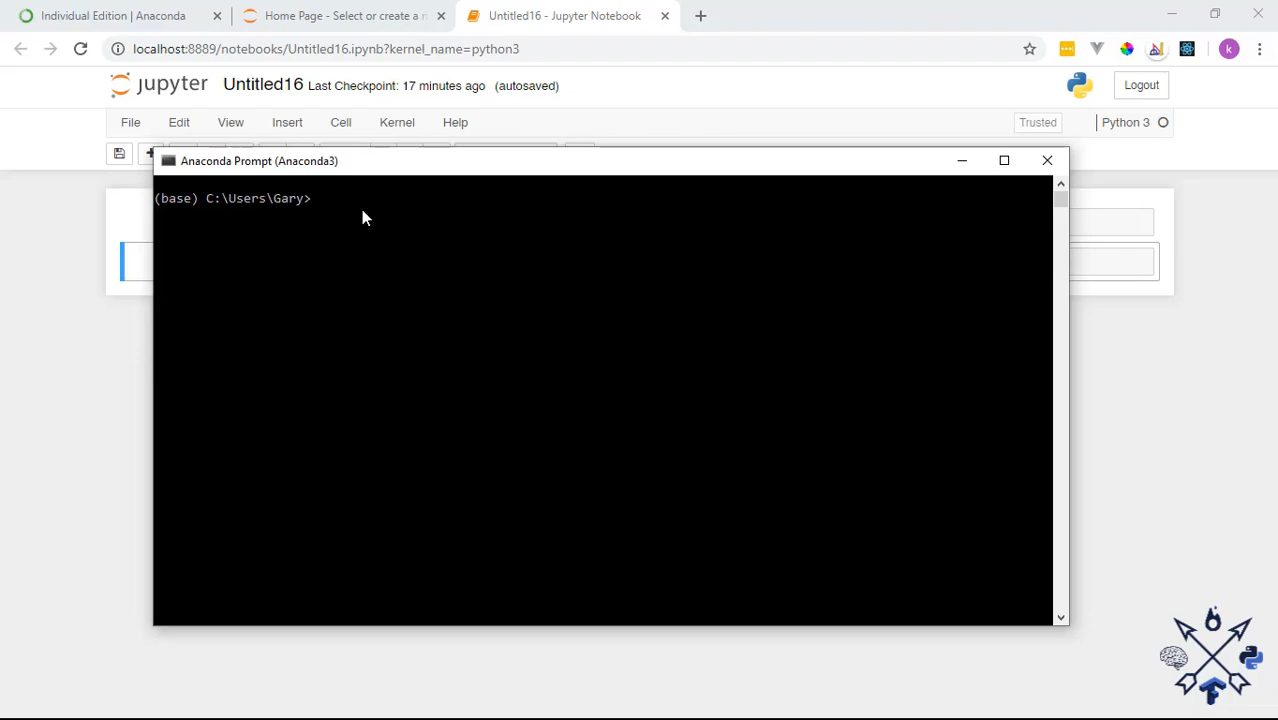 Individual Edition | Anaconda
Home Page - Select or create a n
Untitled16 - Jupyter Notebook
localhost:8889/notebooks/Untitled16.ipynb?kernel_name=python3
k
jupyter Untitled16 Last Checkpoint: 17 minutes ago (autosaved)
Logout
File Edit View Insert Cell Kernel Help
Trusted
Python 3
Anaconda Prompt (Anaconda3)
(base) C:\Users\Gary>